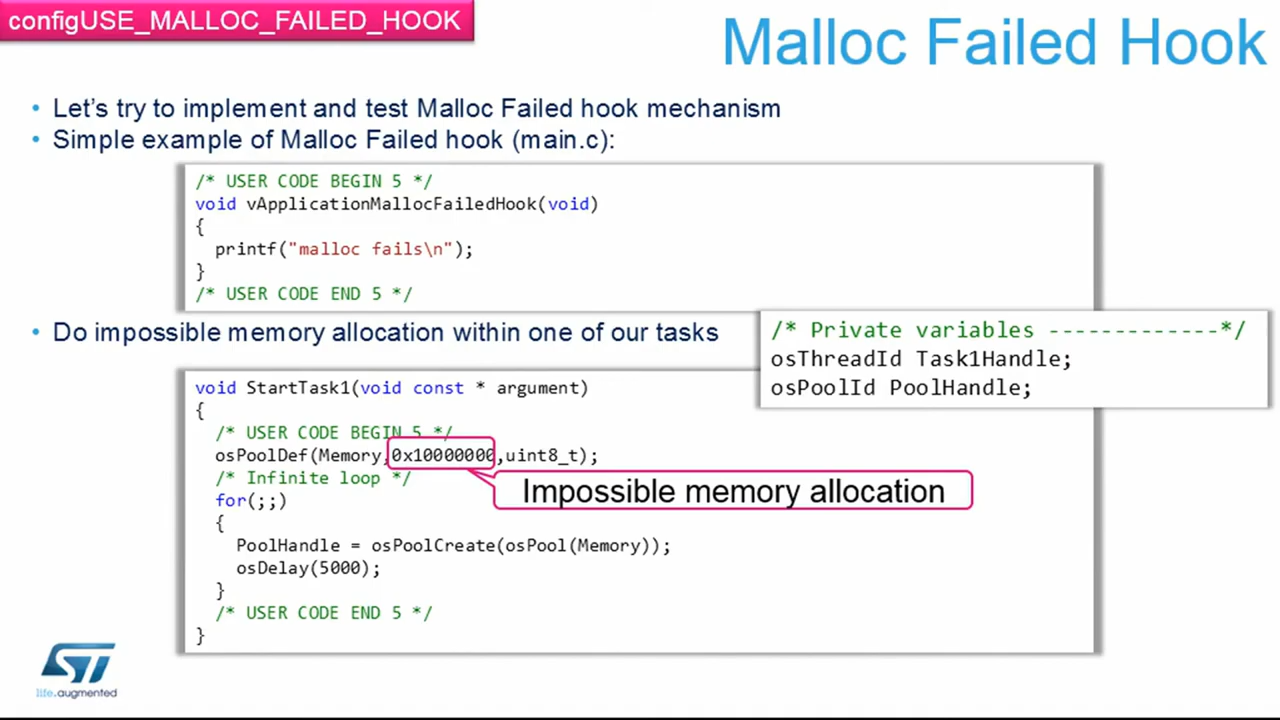 configUSE_MALLOC_FAILED_HOOK
Malloc Failed Hook
• Let's try to implement and test Malloc Failed hook mechanism
• Simple example of Malloc Failed hook (main.c):
/* USER CODE BEGIN 5 */
void vApplicationMallocFailedHook(void)
{
printf("malloc fails\n");
}
/* USER CODE END 5 */
• Do impossible memory allocation within one of our tasks
/* Private variables -------------*/
osThreadId Task1Handle;
osPoolId PoolHandle;
void StartTask1(void const * argument)
{
/* USER CODE BEGIN 5 */
osPoolDef(Memory,0x10000000,uint8_t);
/* Infinite loop */
Impossible memory allocation
for(;;)
{
PoolHandle = osPoolCreate(osPool(Memory));
osDelay(5000);
}
/* USER CODE END 5 */
}
ST
life.augmented